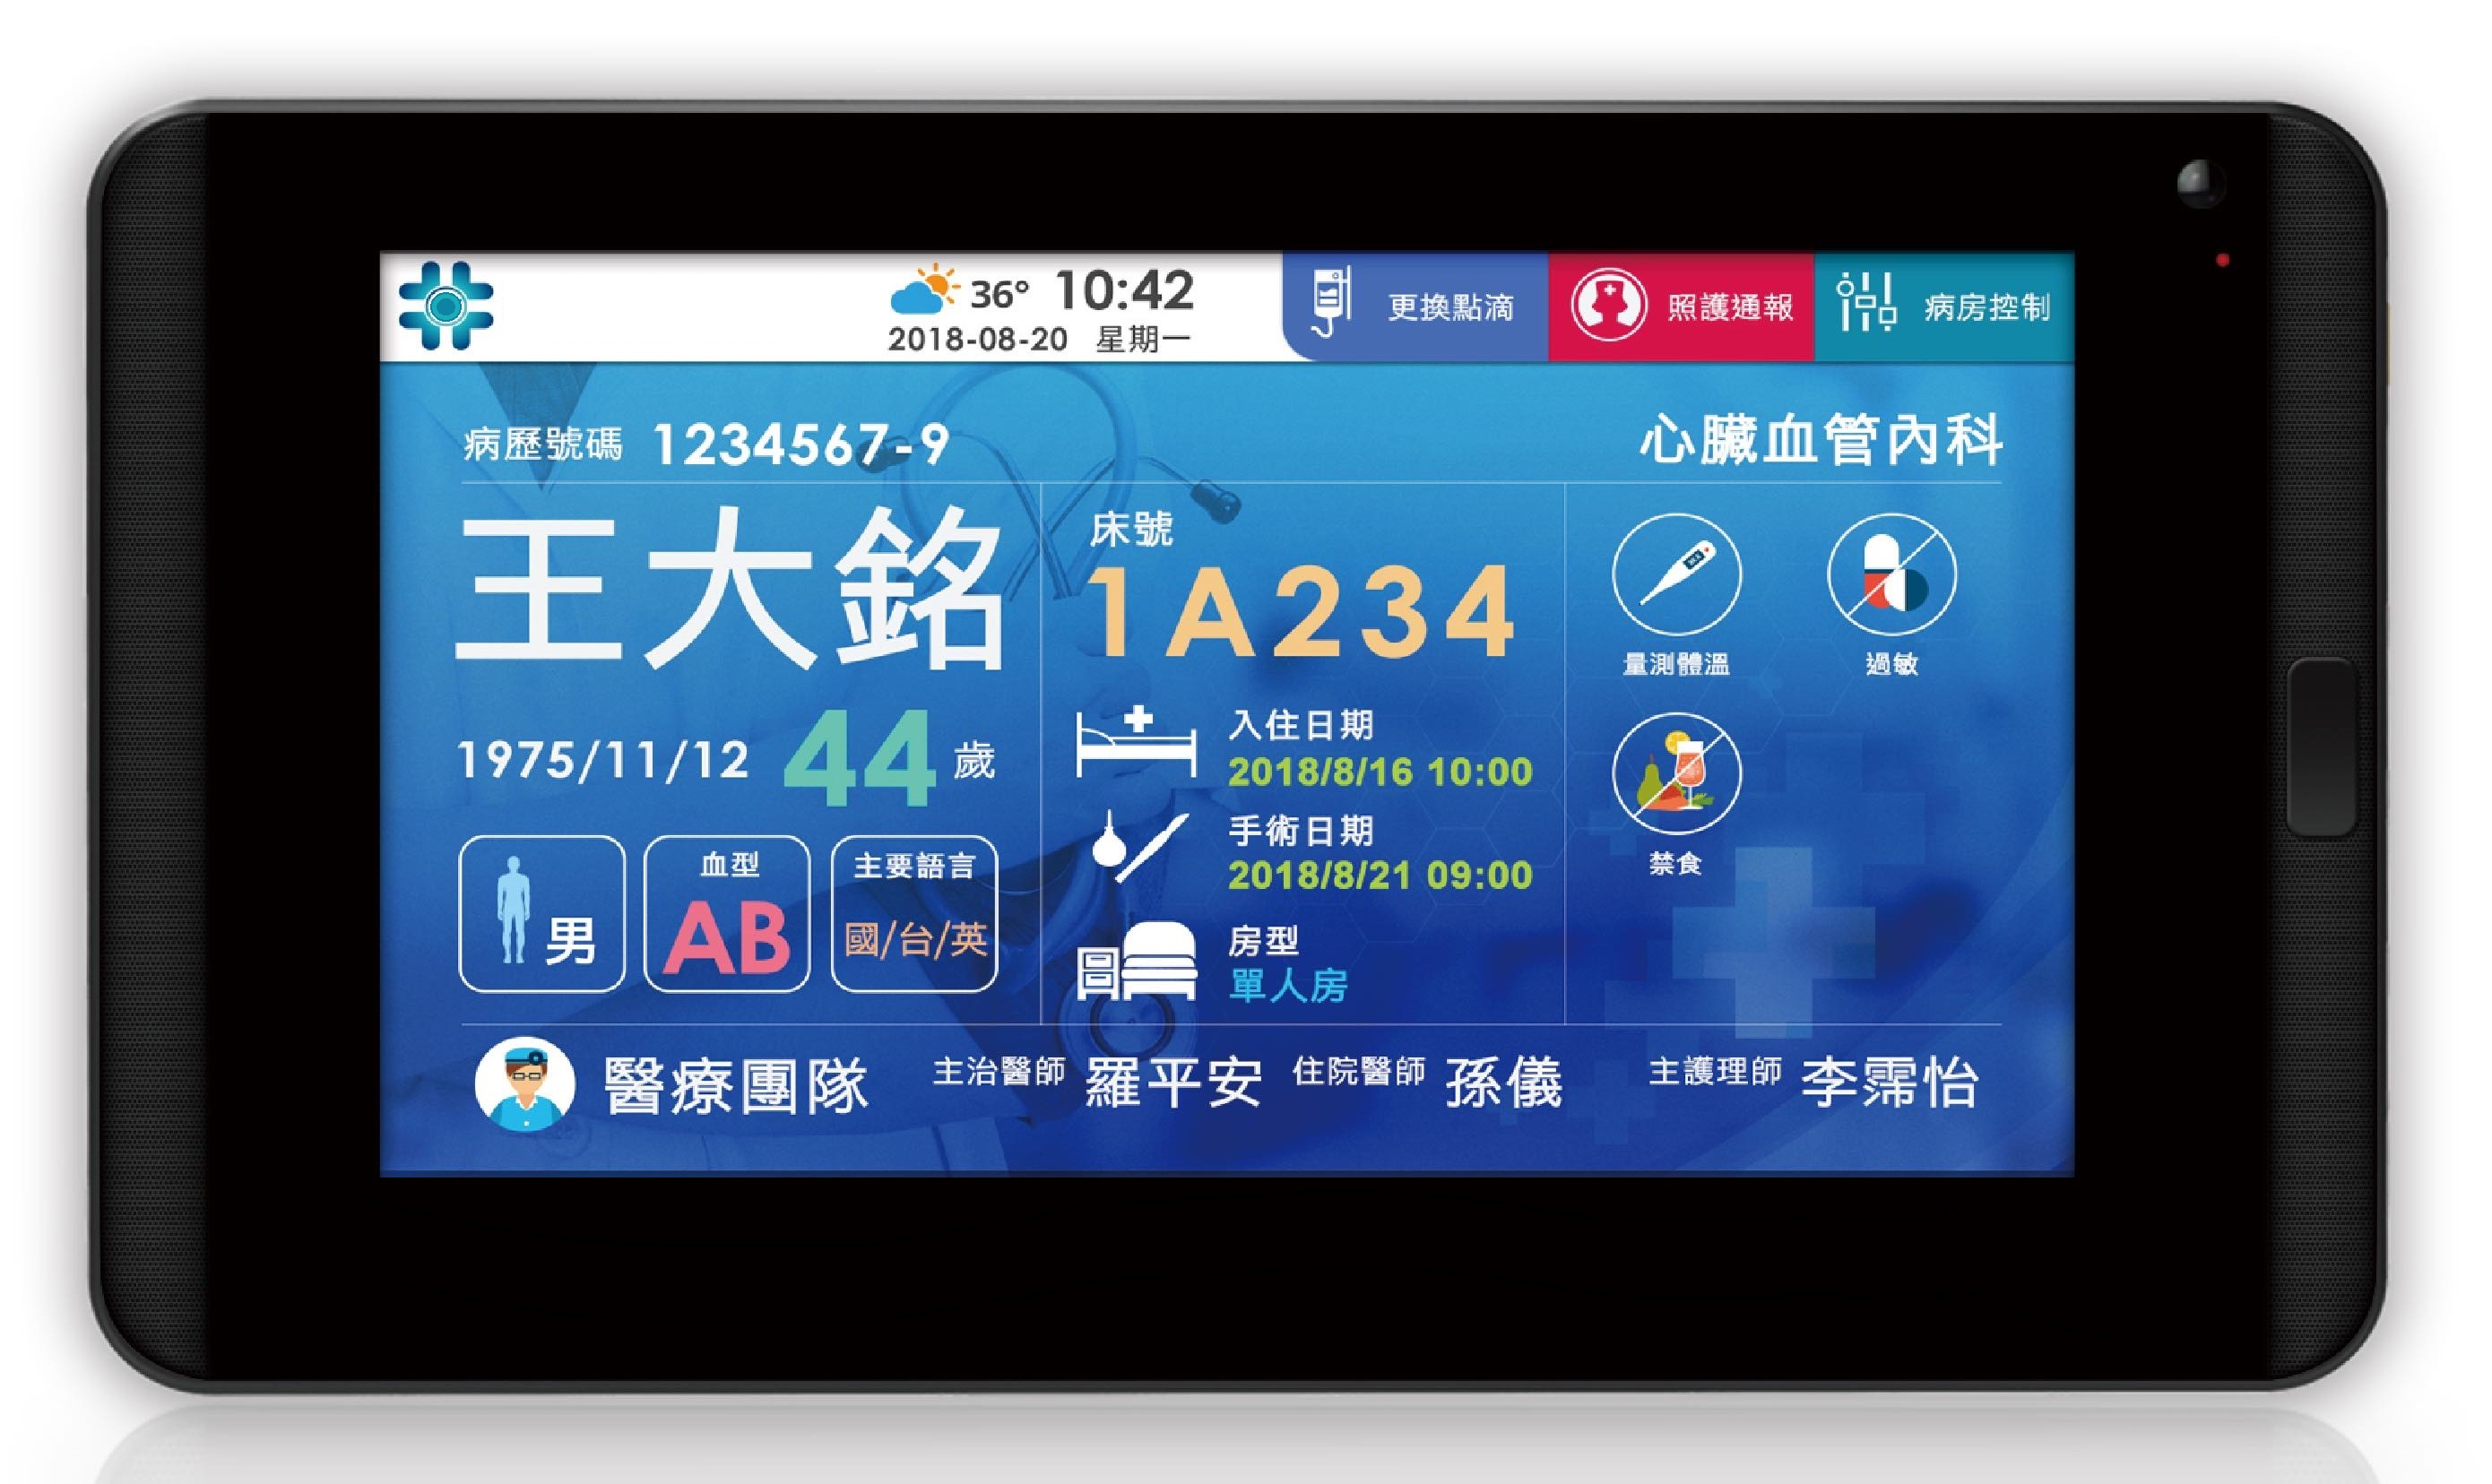 36° 10:42
2018-08-20 星期一
更換點滴
照護通報
病房控制
病歷號碼 1234567-9
心臟血管內科
王大銘
1975/11/12 44 歲
男
血型
AB
主要語言
國/台/英
床號
1A234
入住日期
2018/8/16 10:00
手術日期
2018/8/21 09:00
房型
單人房
量測體溫
過敏
禁食
醫療團隊 主治醫師 羅平安 住院醫師 孫儀 主護理師 李霈怡